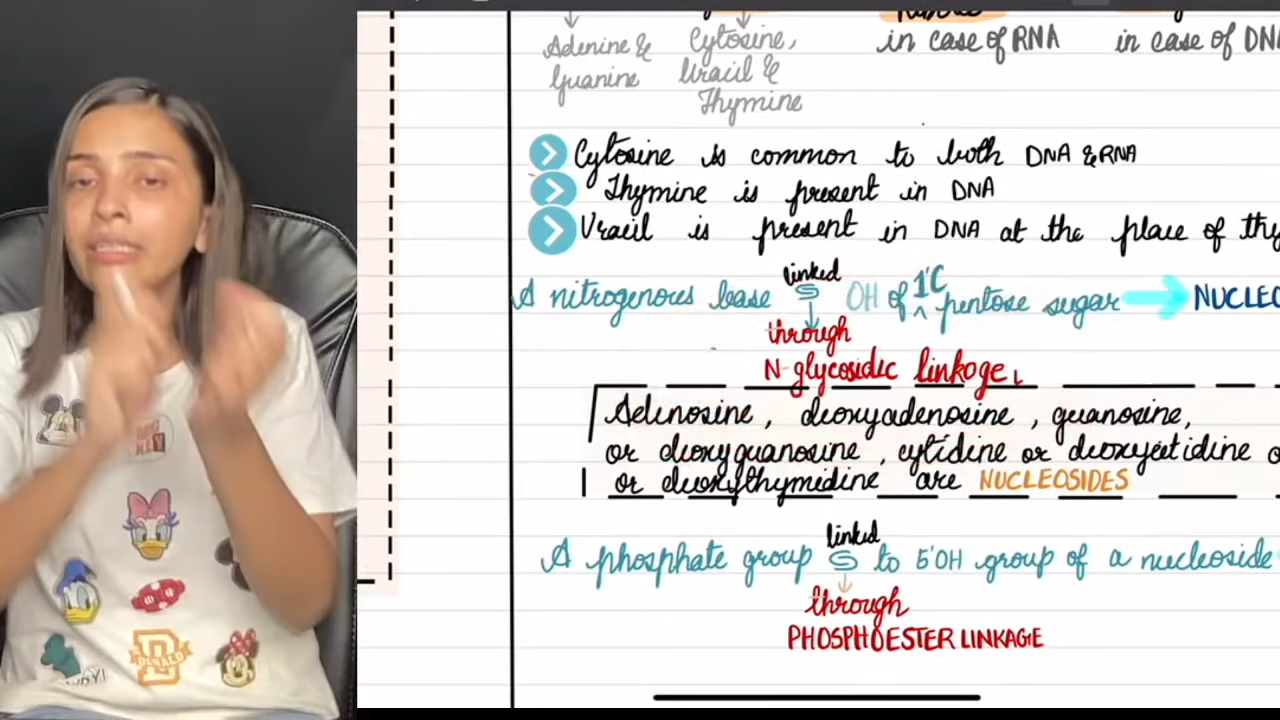 Adenine &
Guanine
Cytosine,
Uracil &
Thymine
Ribose
in case of RNA
in case of DNA
Cytosine is common to both DNA & RNA
Thymine is present in DNA
Uracil is present in DNA at the place of thy
A nitrogenous base linked OH of 1'C pentose sugar NUCLEO
through
N-glycosidic linkage
Adenosine, deoxyadenosine, guanosine,
or deoxyguanosine, cytidine or deoxycytidine o
or deoxythymidine are NUCLEOSIDES
A phosphate group linked to 5'OH group of a nucleoside
through
PHOSPHOESTER LINKAGE
DONALD